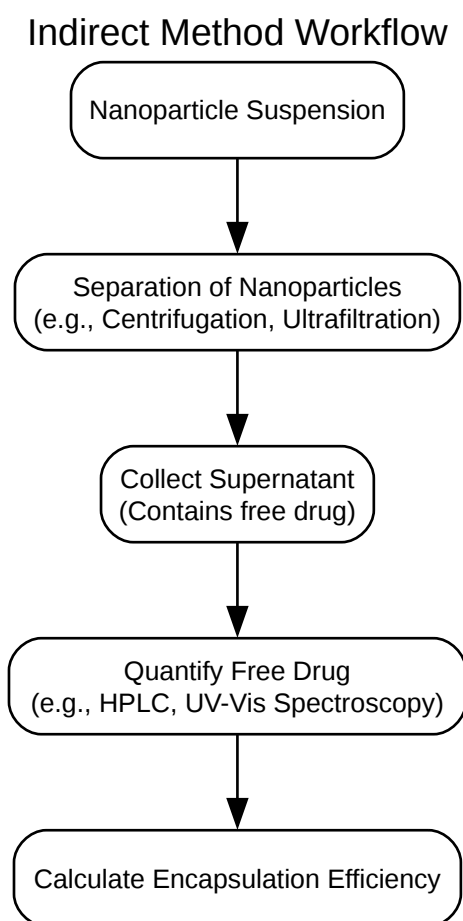 Indirect Method Workflow
Nanoparticle Suspension
Separation of Nanoparticles
(e.g., Centrifugation, Ultrafiltration)
Collect Supernatant
(Contains free drug)
Quantify Free Drug
(e.g., HPLC, UV-Vis Spectroscopy)
Calculate Encapsulation Efficiency